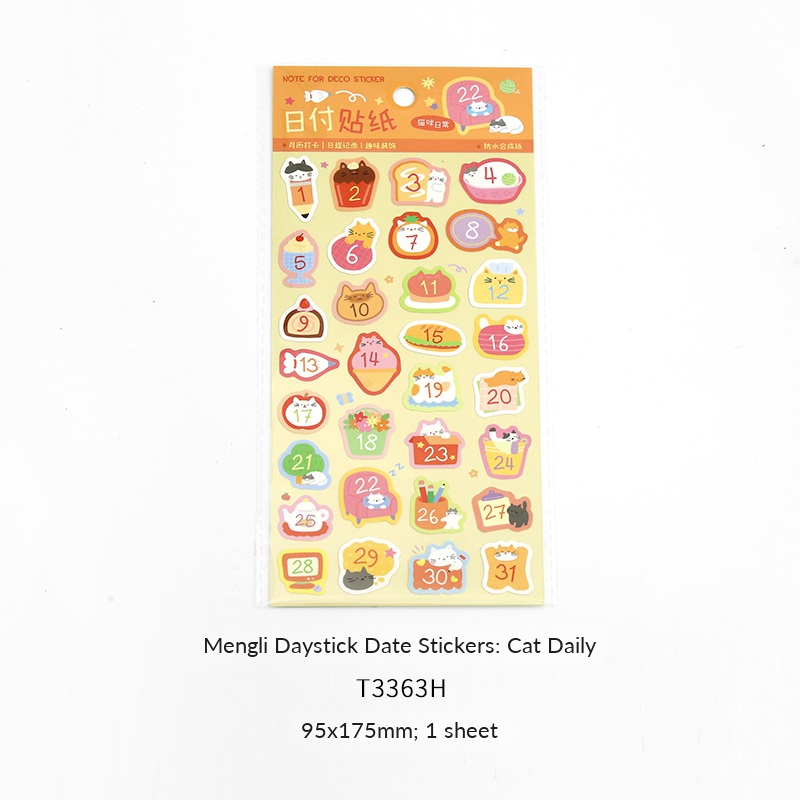 NOTE FOR DECO STICKER
22
日付贴纸
猫咪日常
月历打卡 | 日程记录 | 趣味装饰
防水合成纸
1 2 3 4
5 6 7 8
9 10 11 12
13 14 15 16
17 18 19 20
21 22 23 24
zzz
25 26 27
28 29 30 31
Mengli Daystick Date Stickers: Cat Daily
T3363H
95x175mm; 1 sheet